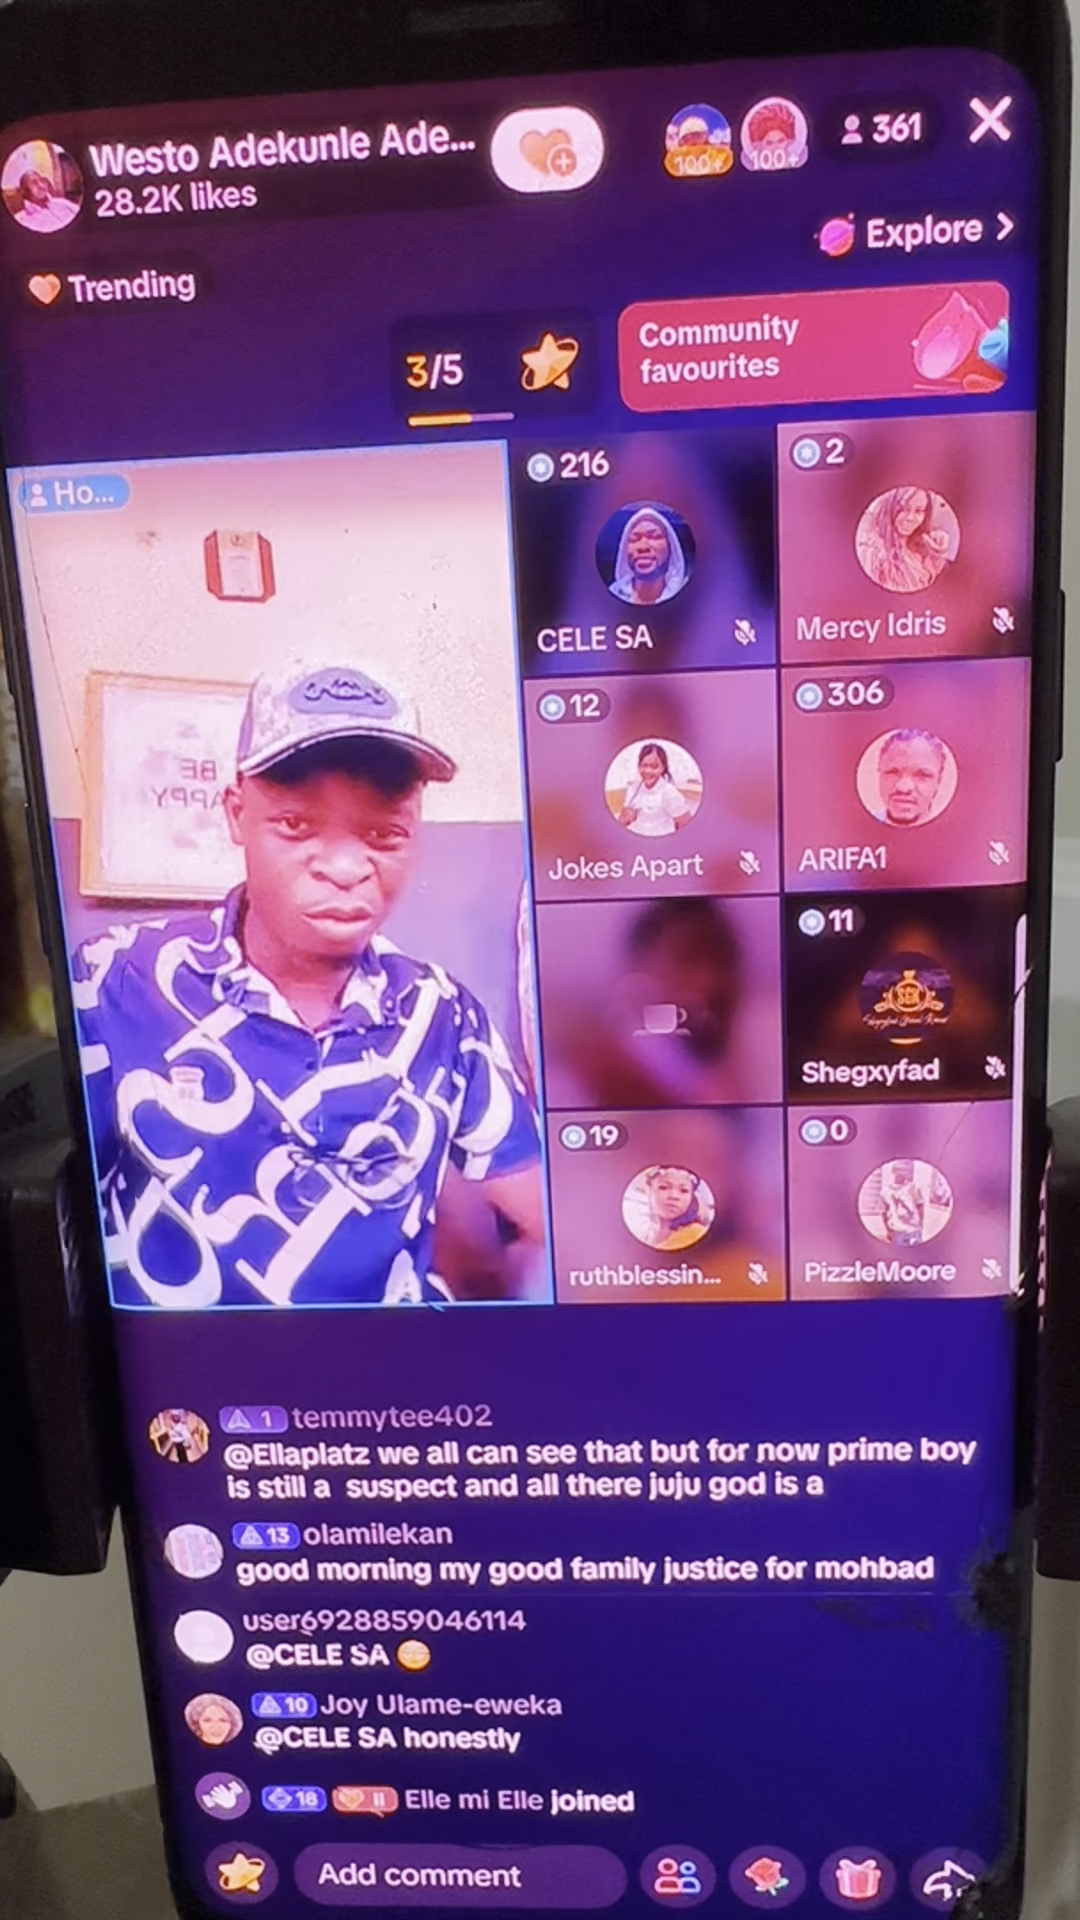 Westo Adekunle Ade...
28.2K likes
100+
100+
361
Explore >
Trending
3/5
Community
favourites
Ho...
BE
216
CELE SA
2
Mercy Idris
12
Jokes Apart
306
ARIFA1
11
SGK
Shegxyfad
19
ruthblessin...
0
PizzleMoore
1 temmytee402
@Ellaplatz we all can see that but for now prime boy
is still a suspect and all there juju god is a
13 olamilekan
good morning my good family justice for mohbad
user6928859046114
@CELE SA
10 Joy Ulame-eweka
@CELE SA honestly
18 II Elle mi Elle joined
Add comment